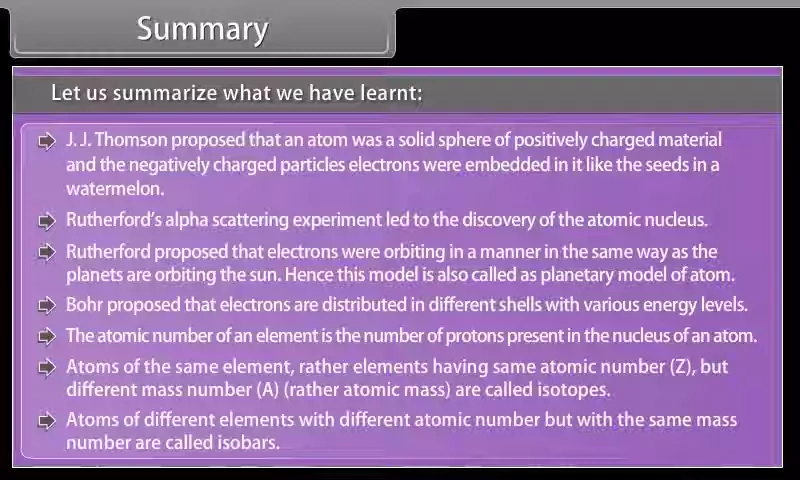 Summary
Let us summarize what we have learnt:
J. J. Thomson proposed that an atom was a solid sphere of positively charged material
and the negatively charged particles electrons were embedded in it like the seeds in a
watermelon.
Rutherford's alpha scattering experiment led to the discovery of the atomic nucleus.
Rutherford proposed that electrons were orbiting in a manner in the same way as the
planets are orbiting the sun. Hence this model is also called as planetary model of atom.
Bohr proposed that electrons are distributed in different shells with various energy levels.
The atomic number of an element is the number of protons present in the nucleus of an atom.
Atoms of the same element, rather elements having same atomic number (Z), but
different mass number (A) (rather atomic mass) are called isotopes.
Atoms of different elements with different atomic number but with the same mass
number are called isobars.